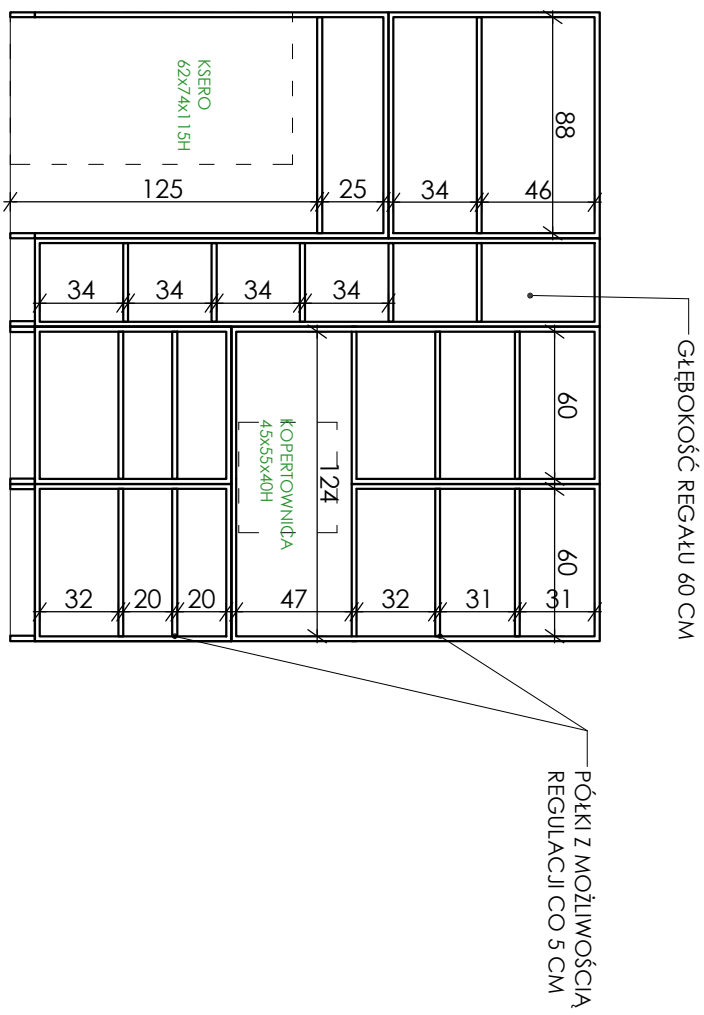 KSERO
62x74x115H
88
125
25
34
46
34
34
34
34
GŁĘBOKOŚĆ REGAŁU 60 CM
60
KOPERTOWNICA
45x55x40H
124
60
32
20
20
47
32
31
31
PÓŁKI Z MOŻLIWOŚCIĄ
REGULACJI CO 5 CM